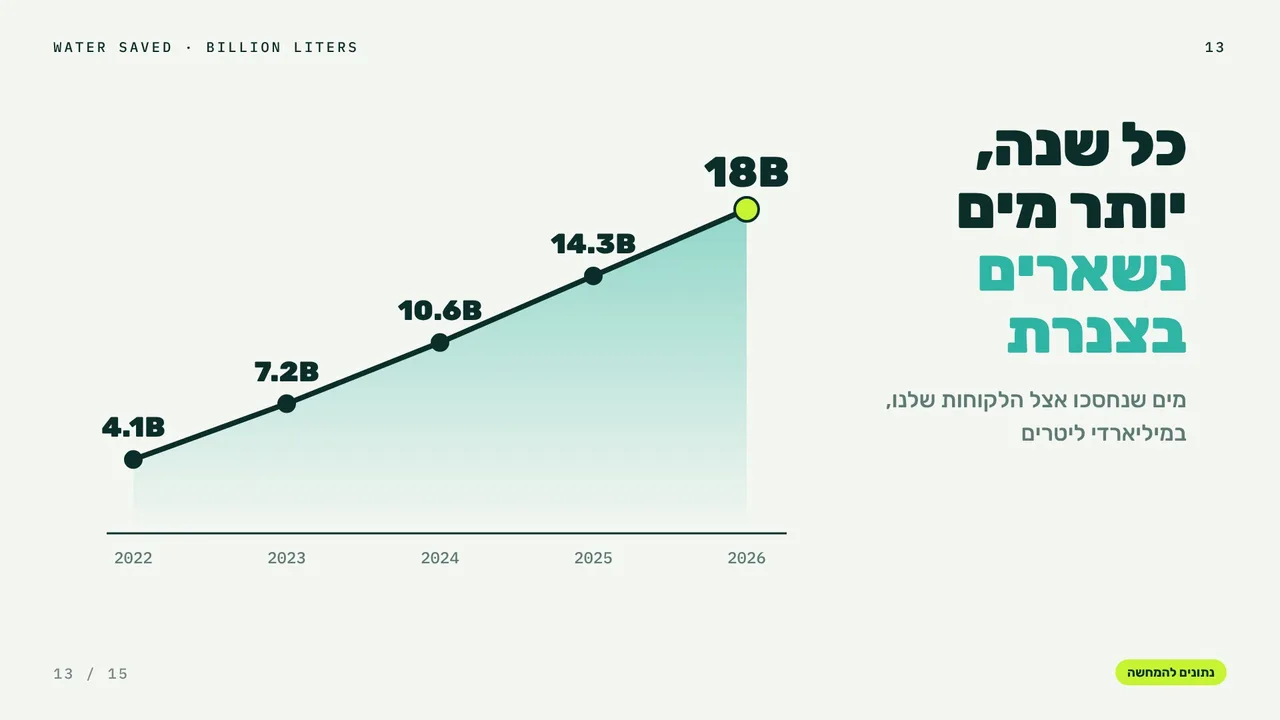 WATER SAVED · BILLION LITERS
13
כל שנה,
יותר מים
נשארים
בצנרת
מים שנחסכו אצל הלקוחות שלנו,
במיליארדי ליטרים
4.1B
7.2B
10.6B
14.3B
18B
2022
2023
2024
2025
2026
13 / 15
נתונים להמחשה